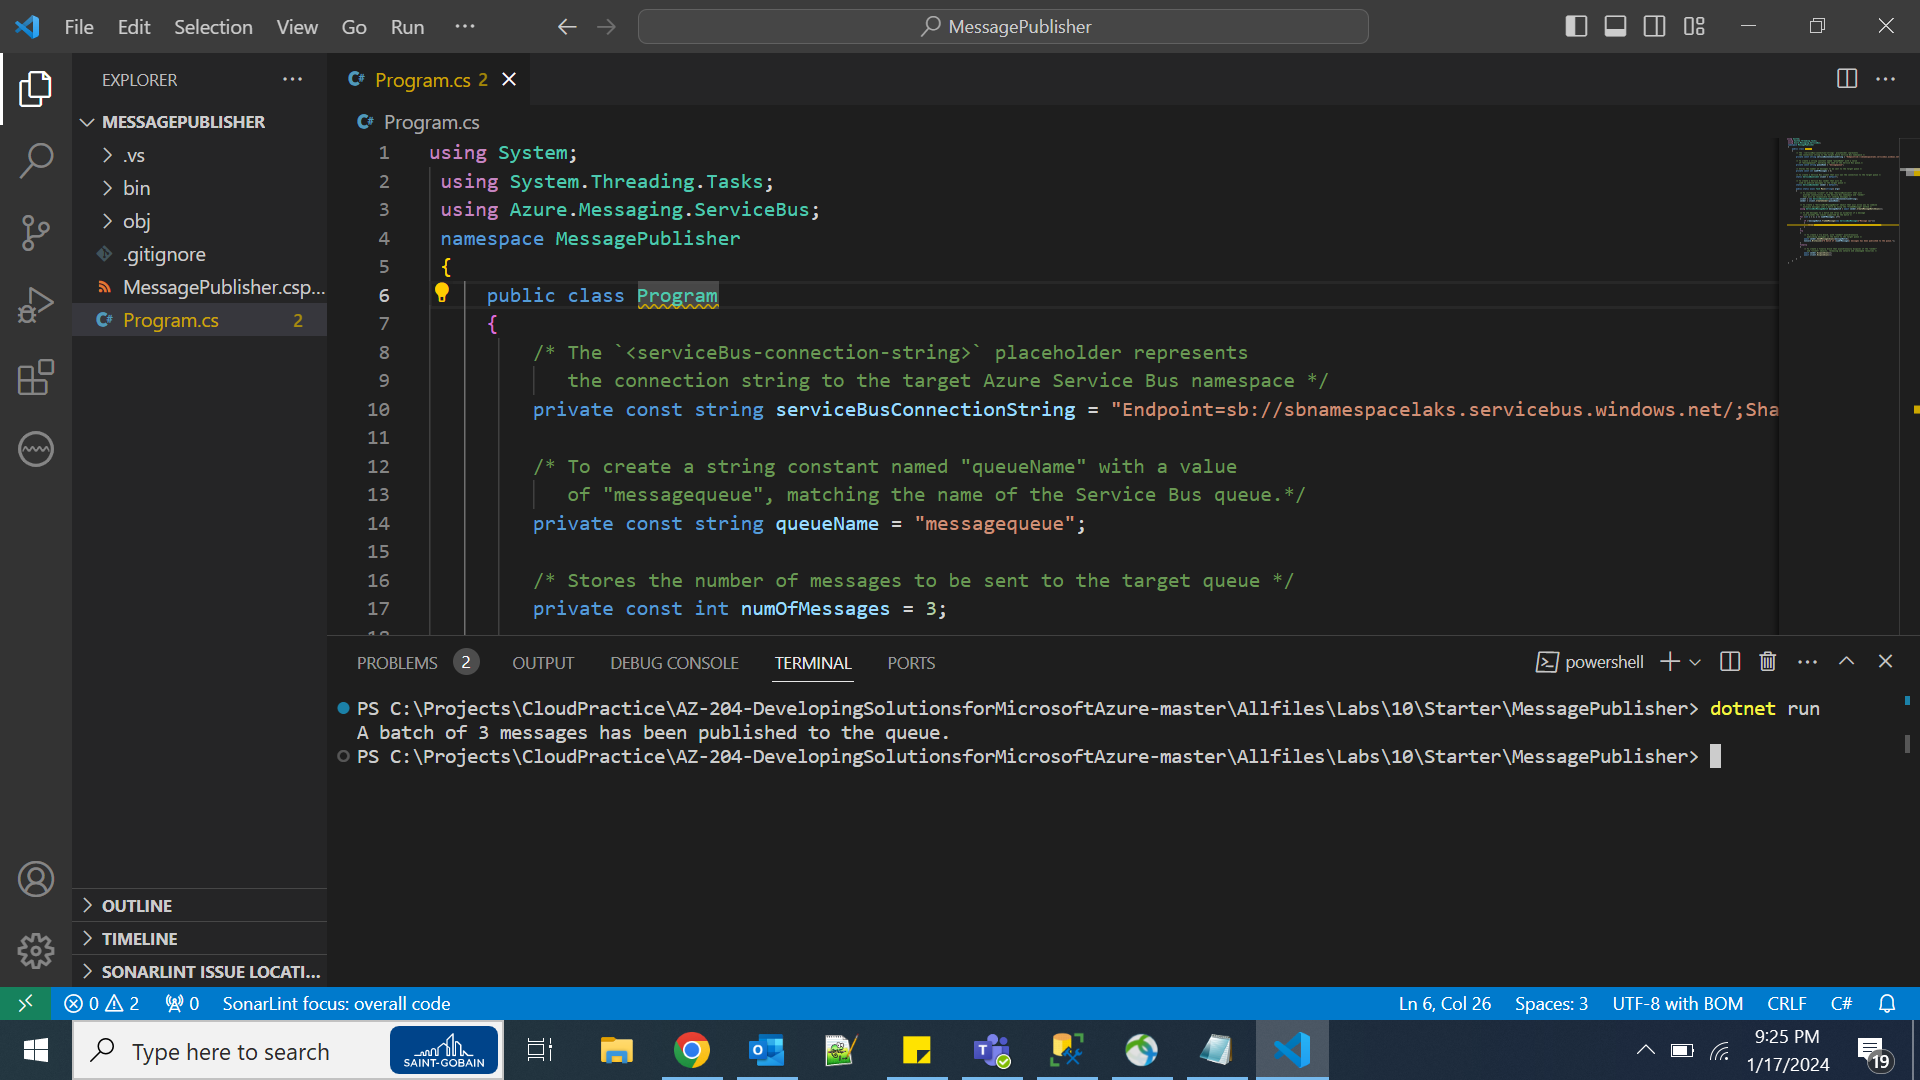 File Edit Selection View Go Run ···
MessagePublisher
EXPLORER
MESSAGEPUBLISHER
.vs
bin
obj
.gitignore
MessagePublisher.csp...
Program.cs 2
OUTLINE
TIMELINE
SONARLINT ISSUE LOCATI...
Program.cs 2
Program.cs
1 using System;
2 using System.Threading.Tasks;
3 using Azure.Messaging.ServiceBus;
4 namespace MessagePublisher
5 {
6 public class Program
7 {
8 /* The `<serviceBus-connection-string>` placeholder represents
9 the connection string to the target Azure Service Bus namespace */
10 private const string serviceBusConnectionString = "Endpoint=sb://sbnamespacelaks.servicebus.windows.net/;Sha
11
12 /* To create a string constant named "queueName" with a value
13 of "messagequeue", matching the name of the Service Bus queue.*/
14 private const string queueName = "messagequeue";
15
16 /* Stores the number of messages to be sent to the target queue */
17 private const int numOfMessages = 3;
PROBLEMS 2 OUTPUT DEBUG CONSOLE TERMINAL PORTS
powershell
PS C:\Projects\CloudPractice\AZ-204-DevelopingSolutionsforMicrosoftAzure-master\Allfiles\Labs\10\Starter\MessagePublisher> dotnet run
A batch of 3 messages has been published to the queue.
PS C:\Projects\CloudPractice\AZ-204-DevelopingSolutionsforMicrosoftAzure-master\Allfiles\Labs\10\Starter\MessagePublisher>
0 2 0 SonarLint focus: overall code
Ln 6, Col 26 Spaces: 3 UTF-8 with BOM CRLF C#
Type here to search
SAINT-GOBAIN
9:25 PM
1/17/2024
19